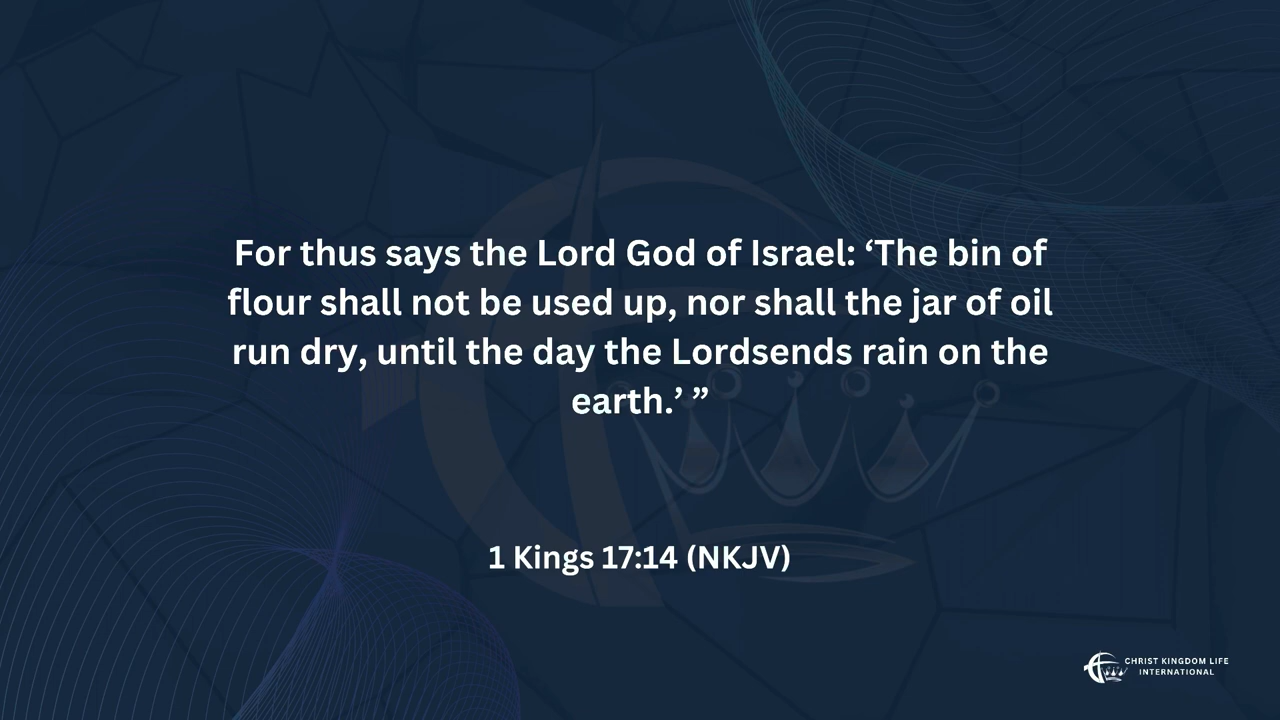 For thus says the Lord God of Israel: ‘The bin of
flour shall not be used up, nor shall the jar of oil
run dry, until the day the Lordsends rain on the
earth.’ ”
1 Kings 17:14 (NKJV)
CHRIST KINGDOM LIFE
INTERNATIONAL